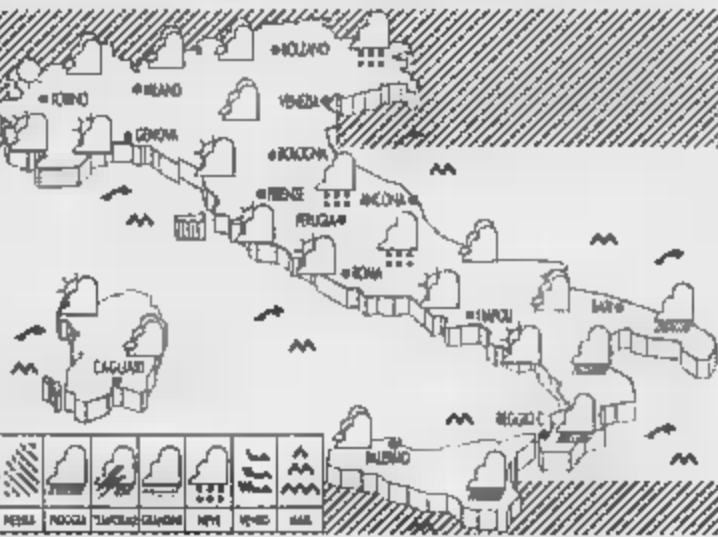 BOLZANO
MILANO
TORINO
VENEZIA
GENOVA
BOLOGNA
FIRENZE
ANCONA
PERUGIA
ROMA
BARI
NAPOLI
CAGLIARI
REGGIO C.
PALERMO
NEBBIA PIOGGIA TEMPORALE NEVE VENTO MARE